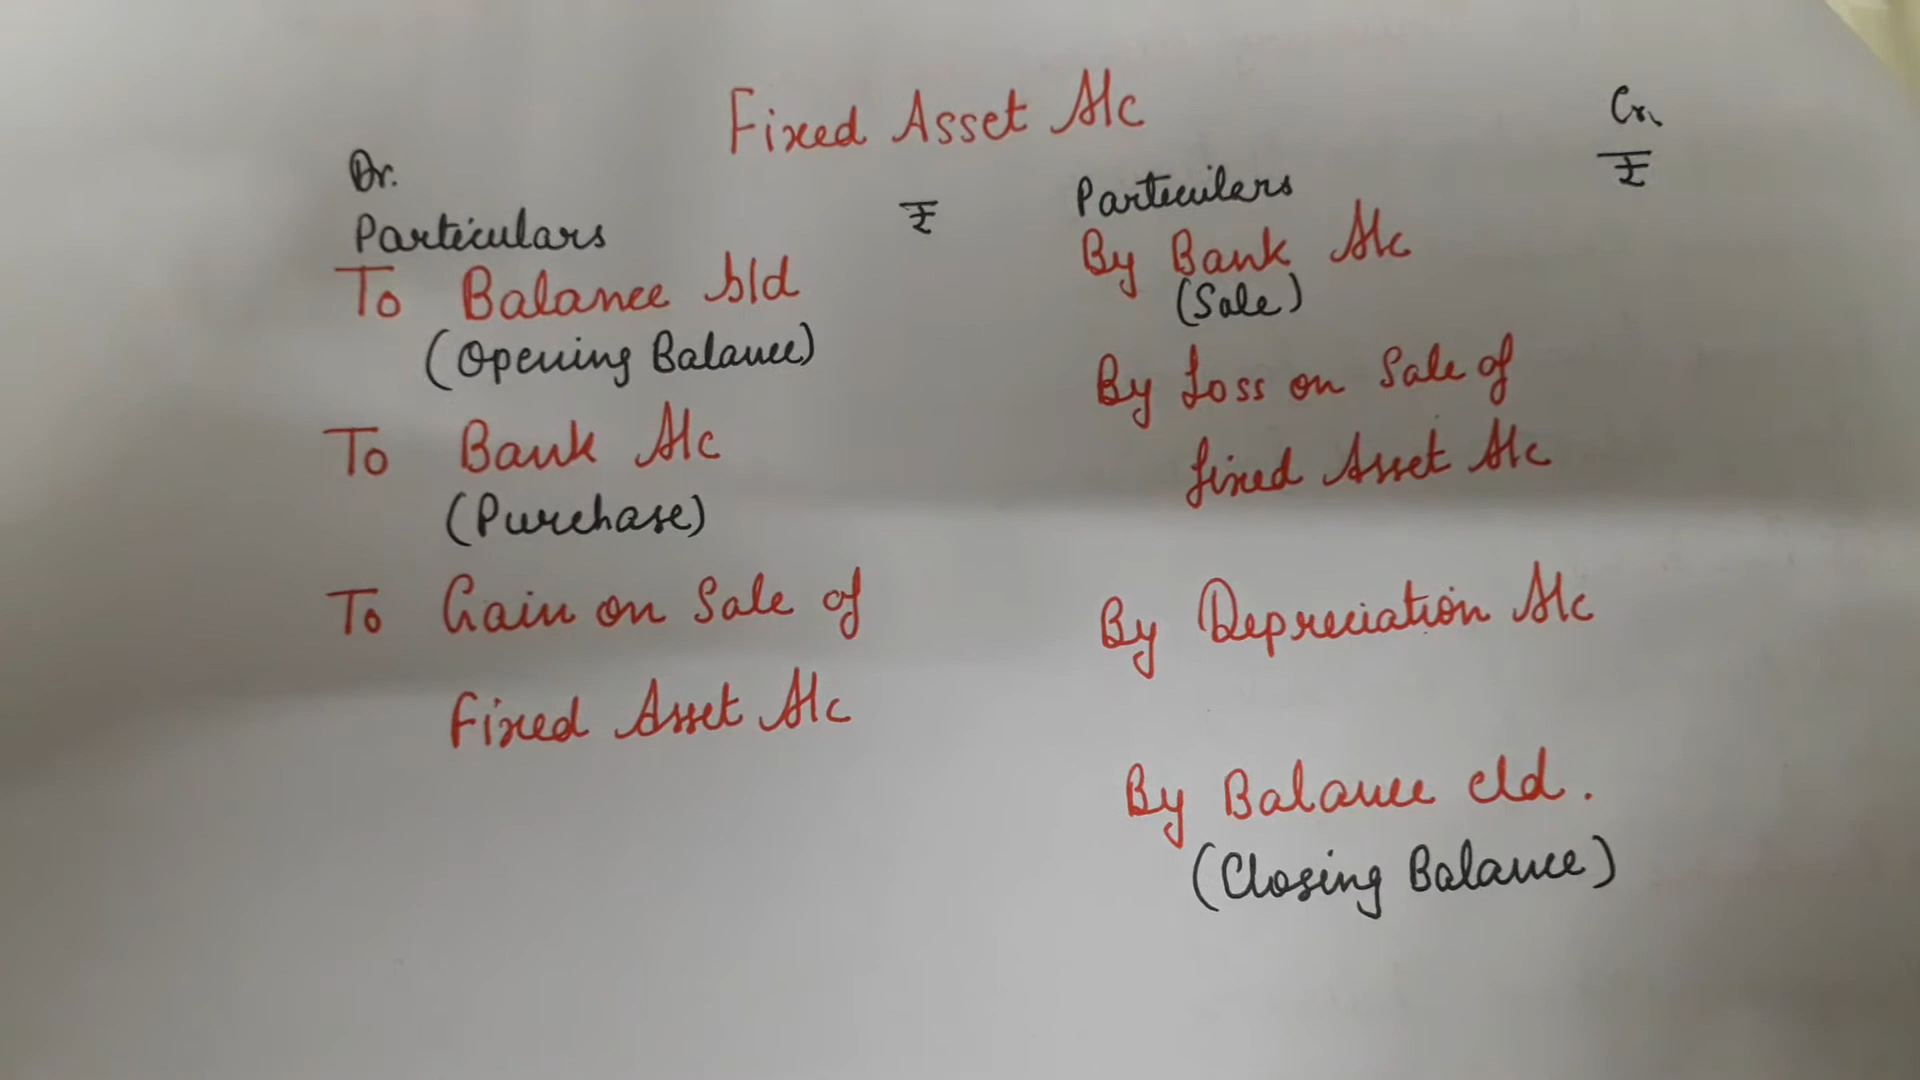 Fixed Asset A/c
Dr.
Cr.
Particulars ₹
To Balance b/d
(Opening Balance)
To Bank A/c
(Purchase)
To Gain on Sale of
Fixed Asset A/c
Particulars ₹
By Bank A/c
(Sale)
By Loss on Sale of
fixed Asset A/c
By Depreciation A/c
By Balance c/d.
(Closing Balance)